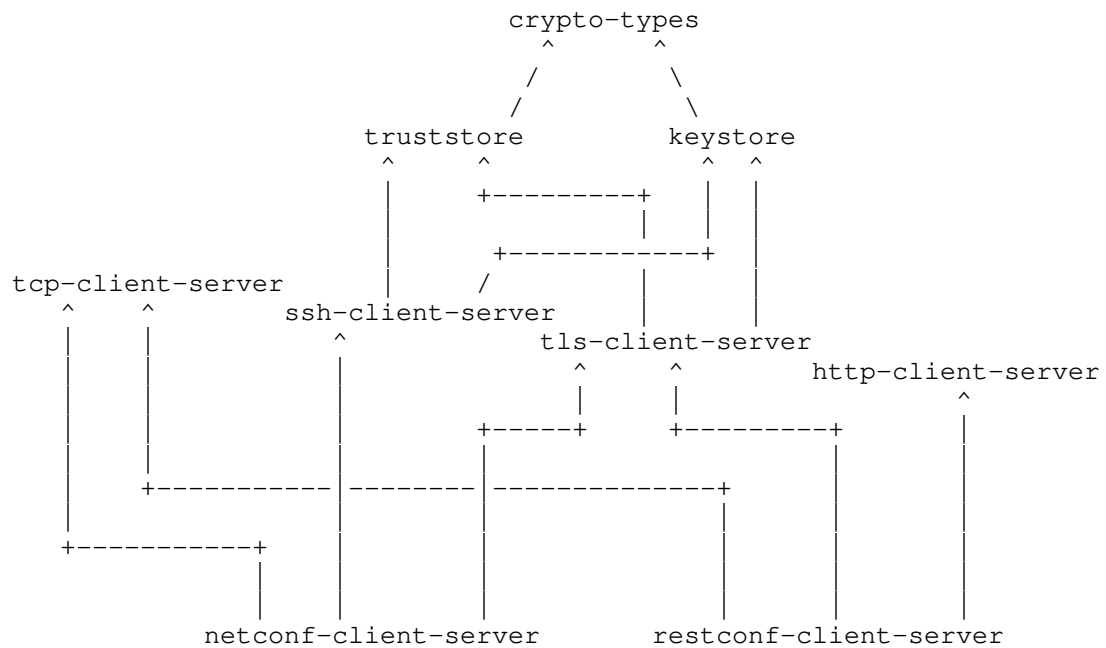 crypto-types
truststore keystore
tcp-client-server
ssh-client-server
tls-client-server
http-client-server
netconf-client-server restconf-client-server